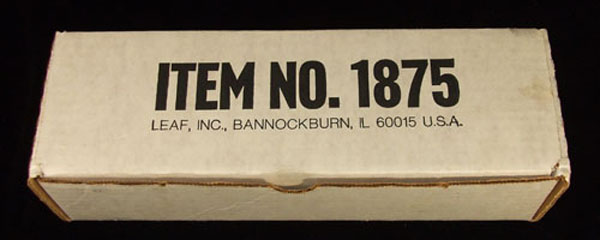 ITEM NO. 1875
LEAF, INC., BANNOCKBURN, IL 60015 U.S.A.